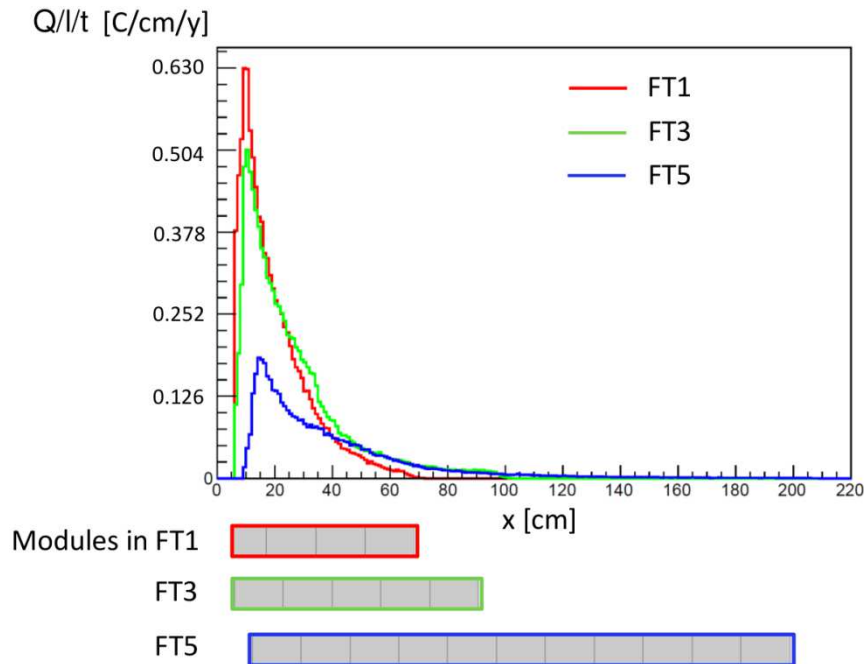 Q/l/t [C/cm/y]
0.630
0.504
0.378
0.252
0.126
0
FT1
FT3
FT5
0 20 40 60 80 100 120 140 160 180 200 220
x [cm]
Modules in FT1
FT3
FT5